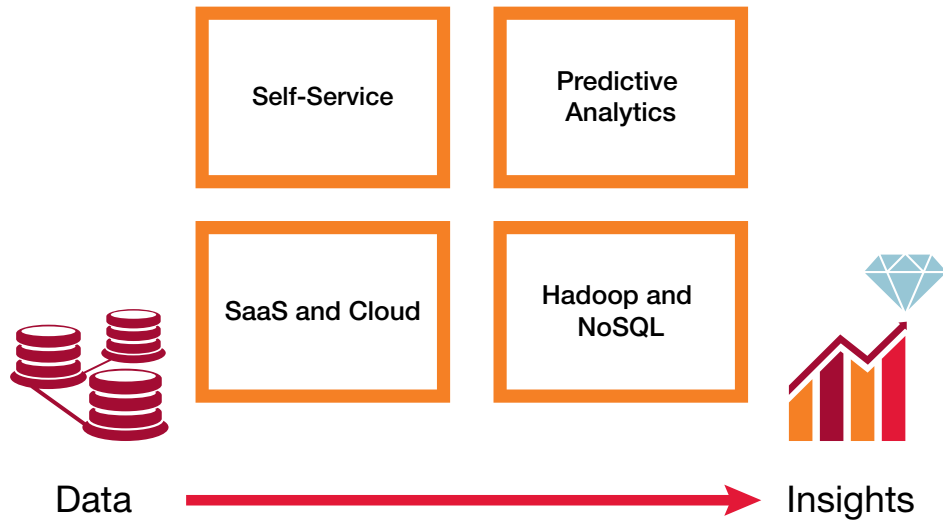 Self-Service
Predictive
Analytics
SaaS and Cloud
Hadoop and
NoSQL
Data
Insights